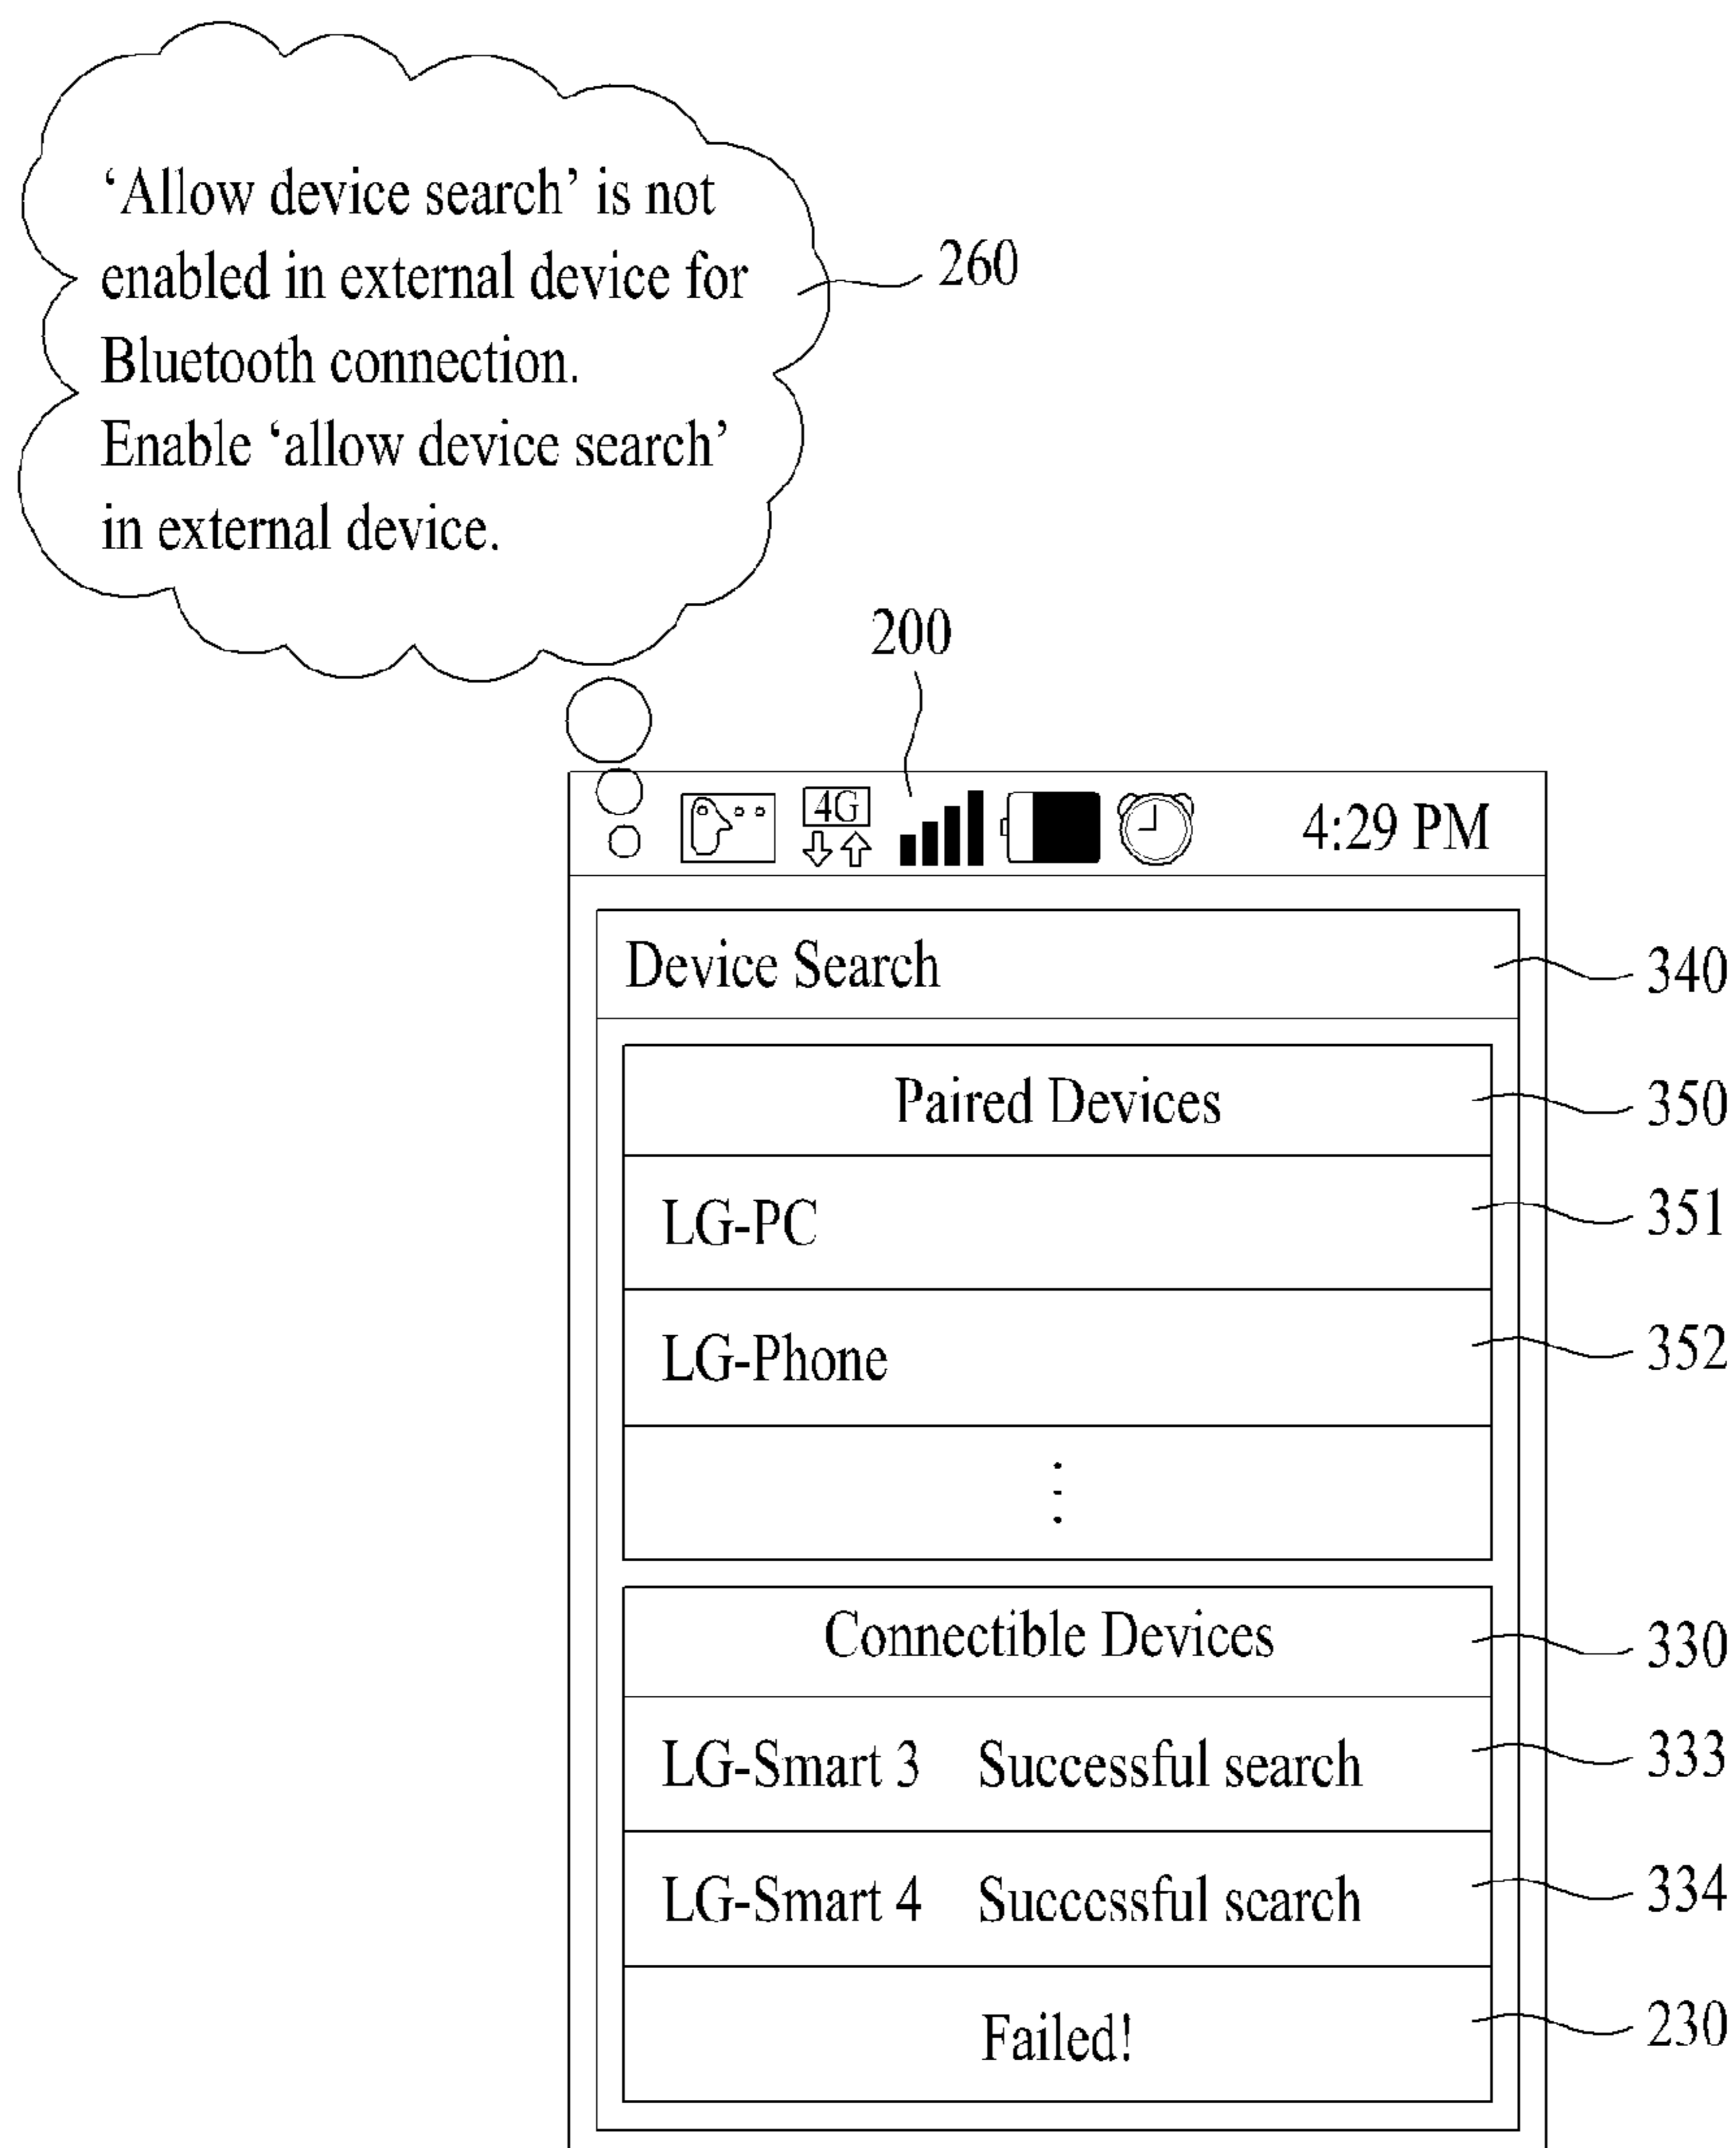 ‘Allow device search’ is not
enabled in external device for
Bluetooth connection.
Enable ‘allow device search’
in external device.
260
200
4G
4:29 PM
Device Search
340
Paired Devices
350
LG-PC
351
LG-Phone
352
Connectible Devices
330
LG-Smart 3 Successful search
333
LG-Smart 4 Successful search
334
Failed!
230